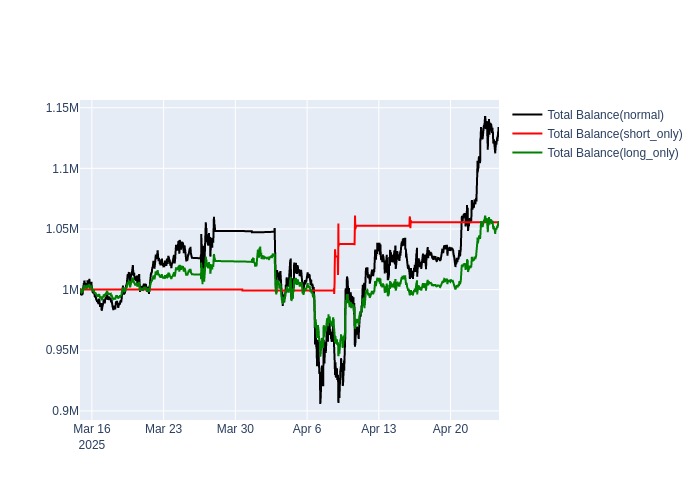 1.15M
1.1M
1.05M
1M
0.95M
0.9M
Mar 16
2025
Mar 23
Mar 30
Apr 6
Apr 13
Apr 20
Total Balance(normal)
Total Balance(short_only)
Total Balance(long_only)